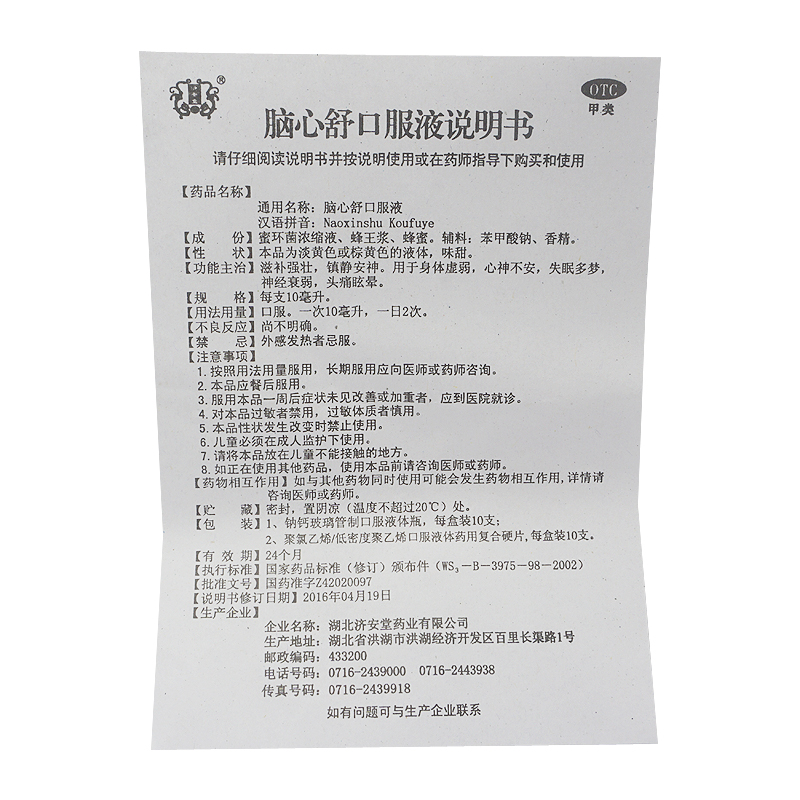 ®
OTC
甲类
脑心舒口服液说明书
请仔细阅读说明书并按说明使用或在药师指导下购买和使用
【药品名称】
通用名称：脑心舒口服液
汉语拼音：Naoxinshu Koufuye
【成 份】蜜环菌浓缩液、蜂王浆、蜂蜜。辅料：苯甲酸钠、香精。
【性 状】本品为淡黄色或棕黄色的液体，味甜。
【功能主治】滋补强壮，镇静安神。用于身体虚弱，心神不安，失眠多梦，
神经衰弱，头痛眩晕。
【规 格】每支10毫升。
【用法用量】口服。一次10毫升，一日2次。
【不良反应】尚不明确。
【禁 忌】外感发热者忌服。
【注意事项】
1. 按照用法用量服用，长期服用应向医师或药师咨询。
2. 本品应餐后服用。
3. 服用本品一周后症状未见改善或加重者，应到医院就诊。
4. 对本品过敏者禁用，过敏体质者慎用。
5. 本品性状发生改变时禁止使用。
6. 儿童必须在成人监护下使用。
7. 请将本品放在儿童不能接触的地方。
8. 如正在使用其他药品，使用本品前请咨询医师或药师。
【药物相互作用】如与其他药物同时使用可能会发生药物相互作用，详情请
咨询医师或药师。
【贮 藏】密封，置阴凉（温度不超过20℃）处。
【包 装】1、钠钙玻璃管制口服液体瓶，每盒装10支；
2、聚氯乙烯/低密度聚乙烯口服液体药用复合硬片，每盒装10支。
【有 效 期】24个月
【执行标准】国家药品标准（修订）颁布件（WS₃－B－3975－98－2002）
【批准文号】国药准字Z42020097
【说明书修订日期】2016年04月19日
【生产企业】
企业名称：湖北济安堂药业有限公司
生产地址：湖北省洪湖市洪湖经济开发区百里长渠路1号
邮政编码：433200
电话号码：0716-2439000 0716-2443938
传真号码：0716-2439918
如有问题可与生产企业联系